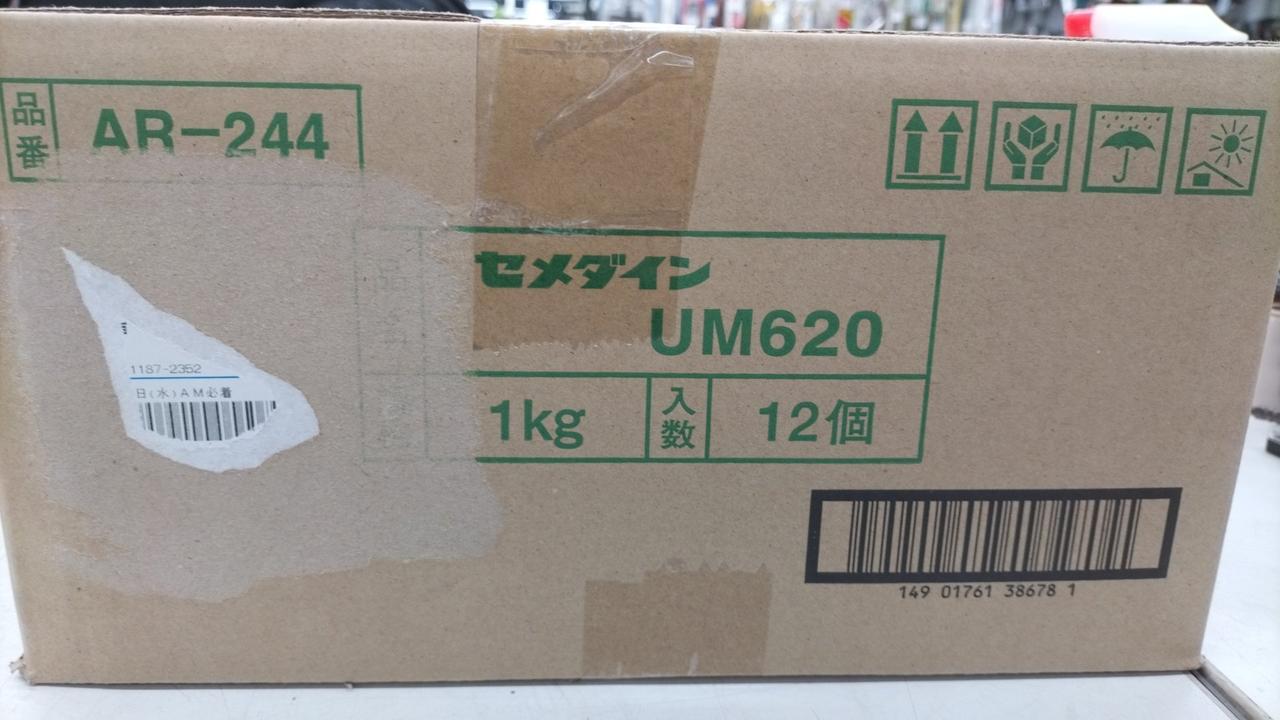 品番 AR-244
セメダイン
UM620
1kg 入数 12個
1187-2352
日(水)AM必着
149 01761 38678 1